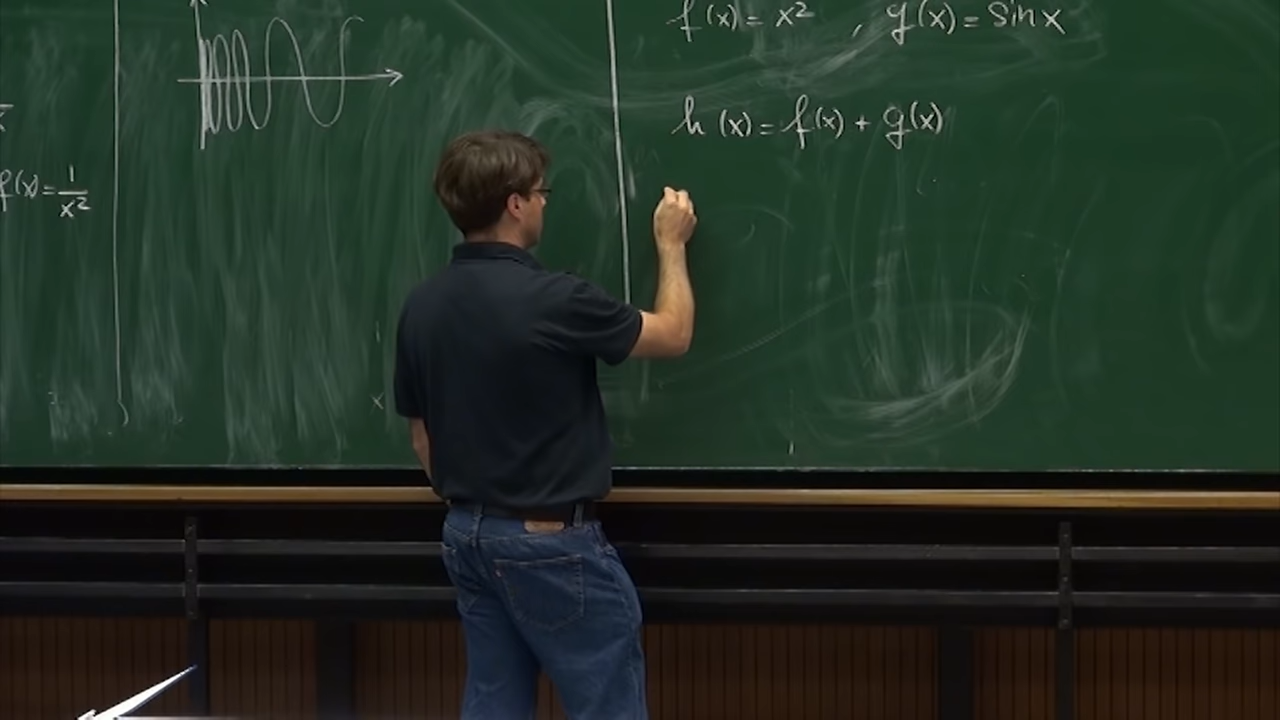 f(x) = 1/x²
x
f(x) = x² , g(x) = sin x
h(x) = f(x) + g(x)